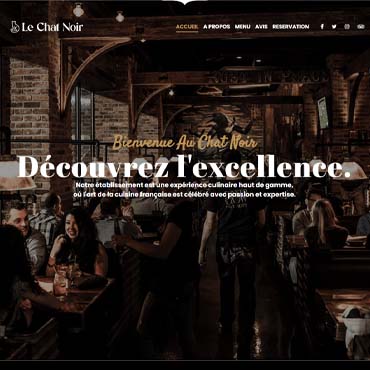 Le Chat Noir
ACCUEIL A PROPOS MENU AVIS RESERVATION
Bienvenue Au Chat Noir
Découvrez l'excellence.
Notre établissement est une expérience culinaire haut de gamme,
où l'art de la cuisine française est célébré avec passion et expertise.